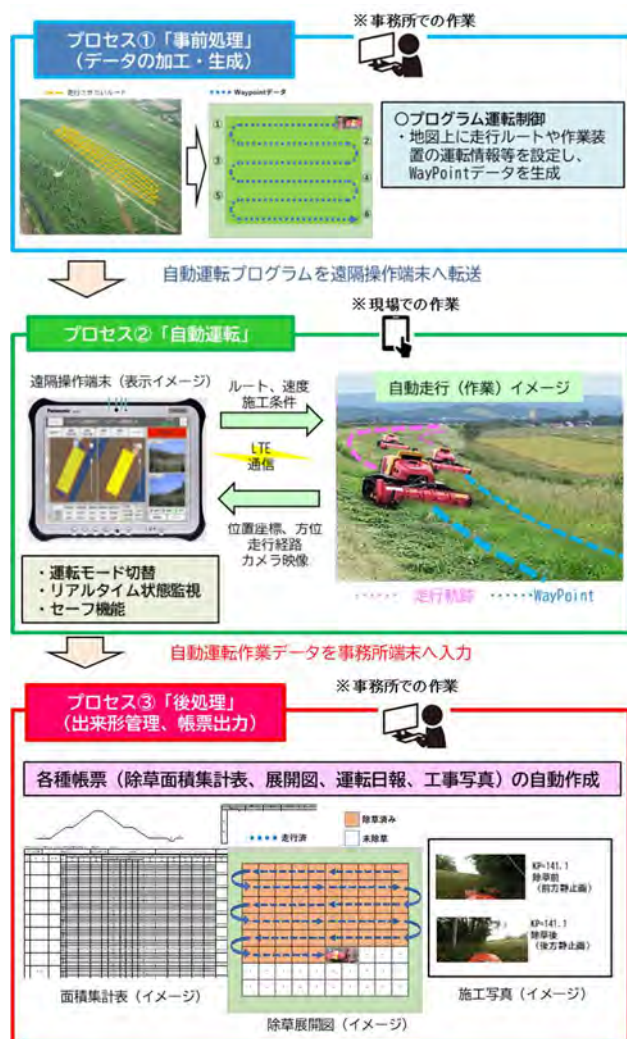 プロセス①「事前処理」
（データの加工・生成）
※事務所での作業
走行させたいルート
Waypointデータ
①
②
③
④
⑤
⑥
○プログラム運転制御
・地図上に走行ルートや作業装
置の運転情報等を設定し、
WayPointデータを生成
自動運転プログラムを遠隔操作端末へ転送
プロセス②「自動運転」
※現場での作業
遠隔操作端末（表示イメージ）
Panasonic
ルート、速度
施工条件
LTE
通信
位置座標、方位
走行経路
カメラ映像
・運転モード切替
・リアルタイム状態監視
・セーフ機能
自動走行（作業）イメージ
走行軌跡
WayPoint
自動運転作業データを事務所端末へ入力
プロセス③「後処理」
（出来形管理、帳票出力）
※事務所での作業
各種帳票（除草面積集計表、展開図、運転日報、工事写真）の自動作成
走行済
除草済み
未除草
KP=141.1
除草前
（前方静止画）
KP=141.1
除草後
（後方静止画）
面積集計表（イメージ）
除草展開図（イメージ）
施工写真（イメージ）